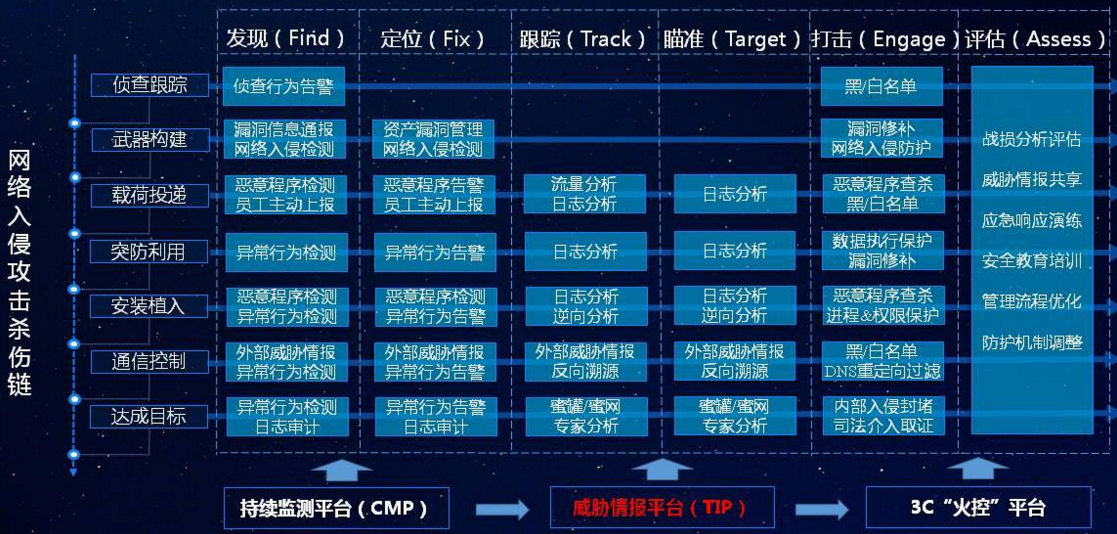 发现（Find）
定位（Fix）
跟踪（Track）
瞄准（Target）
打击（Engage）
评估（Assess）
网络入侵攻击杀伤链
侦查跟踪
侦查行为告警
黑/白名单
武器构建
漏洞信息通报
网络入侵检测
资产漏洞管理
网络入侵检测
漏洞修补
网络入侵防护
载荷投递
恶意程序检测
员工主动上报
恶意程序告警
员工主动上报
流量分析
日志分析
日志分析
恶意程序查杀
黑/白名单
突防利用
异常行为检测
异常行为告警
日志分析
日志分析
数据执行保护
漏洞修补
安装植入
恶意程序检测
异常行为检测
恶意程序检测
异常行为告警
日志分析
逆向分析
日志分析
逆向分析
恶意程序查杀
进程&权限保护
通信控制
外部威胁情报
异常行为检测
外部威胁情报
异常行为告警
外部威胁情报
反向溯源
外部威胁情报
反向溯源
黑/白名单
DNS重定向过滤
达成目标
异常行为检测
日志审计
异常行为告警
日志审计
蜜罐/蜜网
专家分析
蜜罐/蜜网
专家分析
内部入侵封堵
司法介入取证
战损分析评估
威胁情报共享
应急响应演练
安全教育培训
管理流程优化
防护机制调整
持续监测平台（CMP）
威胁情报平台（TIP）
3C“火控”平台